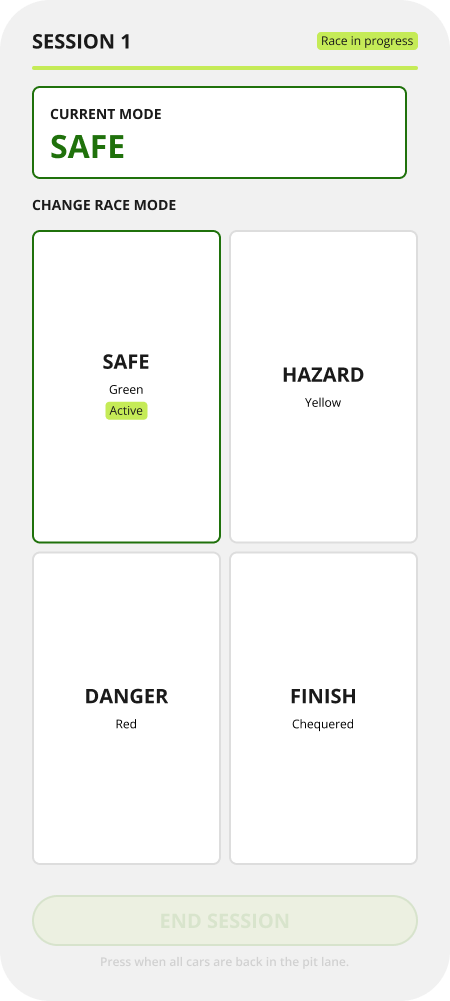 SESSION 1
Race in progress
CURRENT MODE
SAFE
CHANGE RACE MODE
SAFE
Green
Active
HAZARD
Yellow
DANGER
Red
FINISH
Chequered
END SESSION
Press when all cars are back in the pit lane.